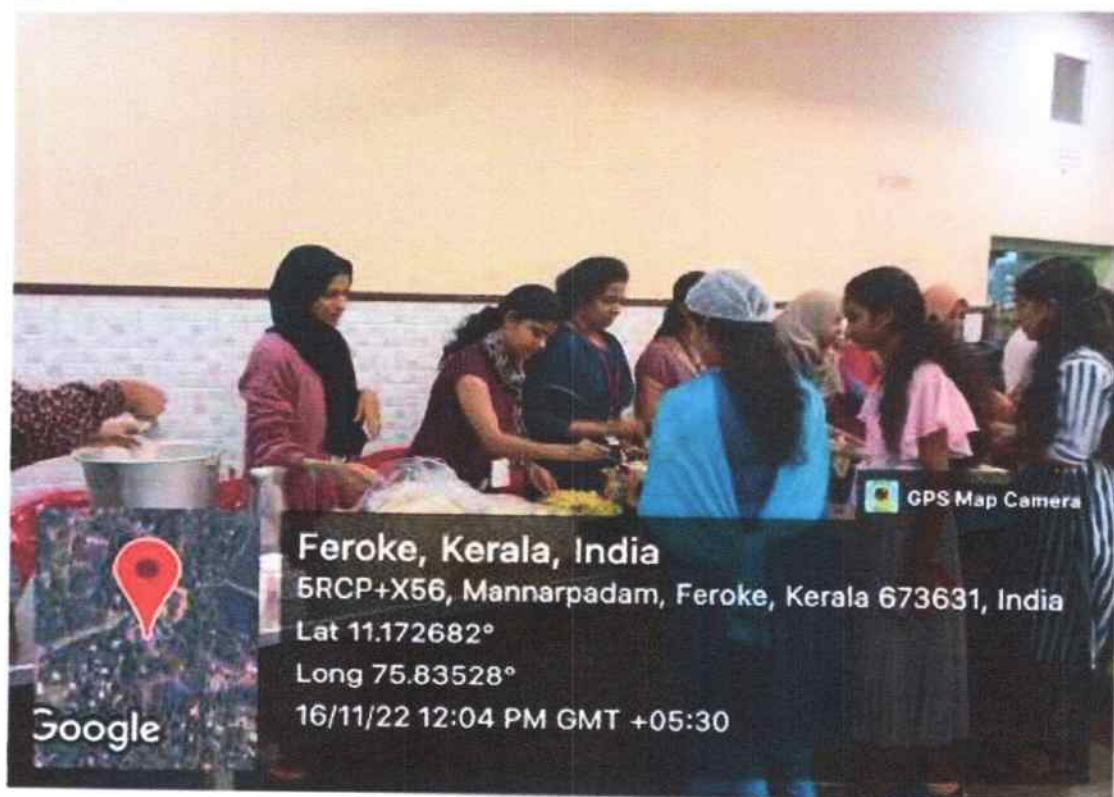 GPS Map Camera
Feroke, Kerala, India
5RCP+X56, Mannarpadam, Feroke, Kerala 673631, India
Lat 11.172682°
Long 75.83528°
16/11/22 12:04 PM GMT +05:30
Google